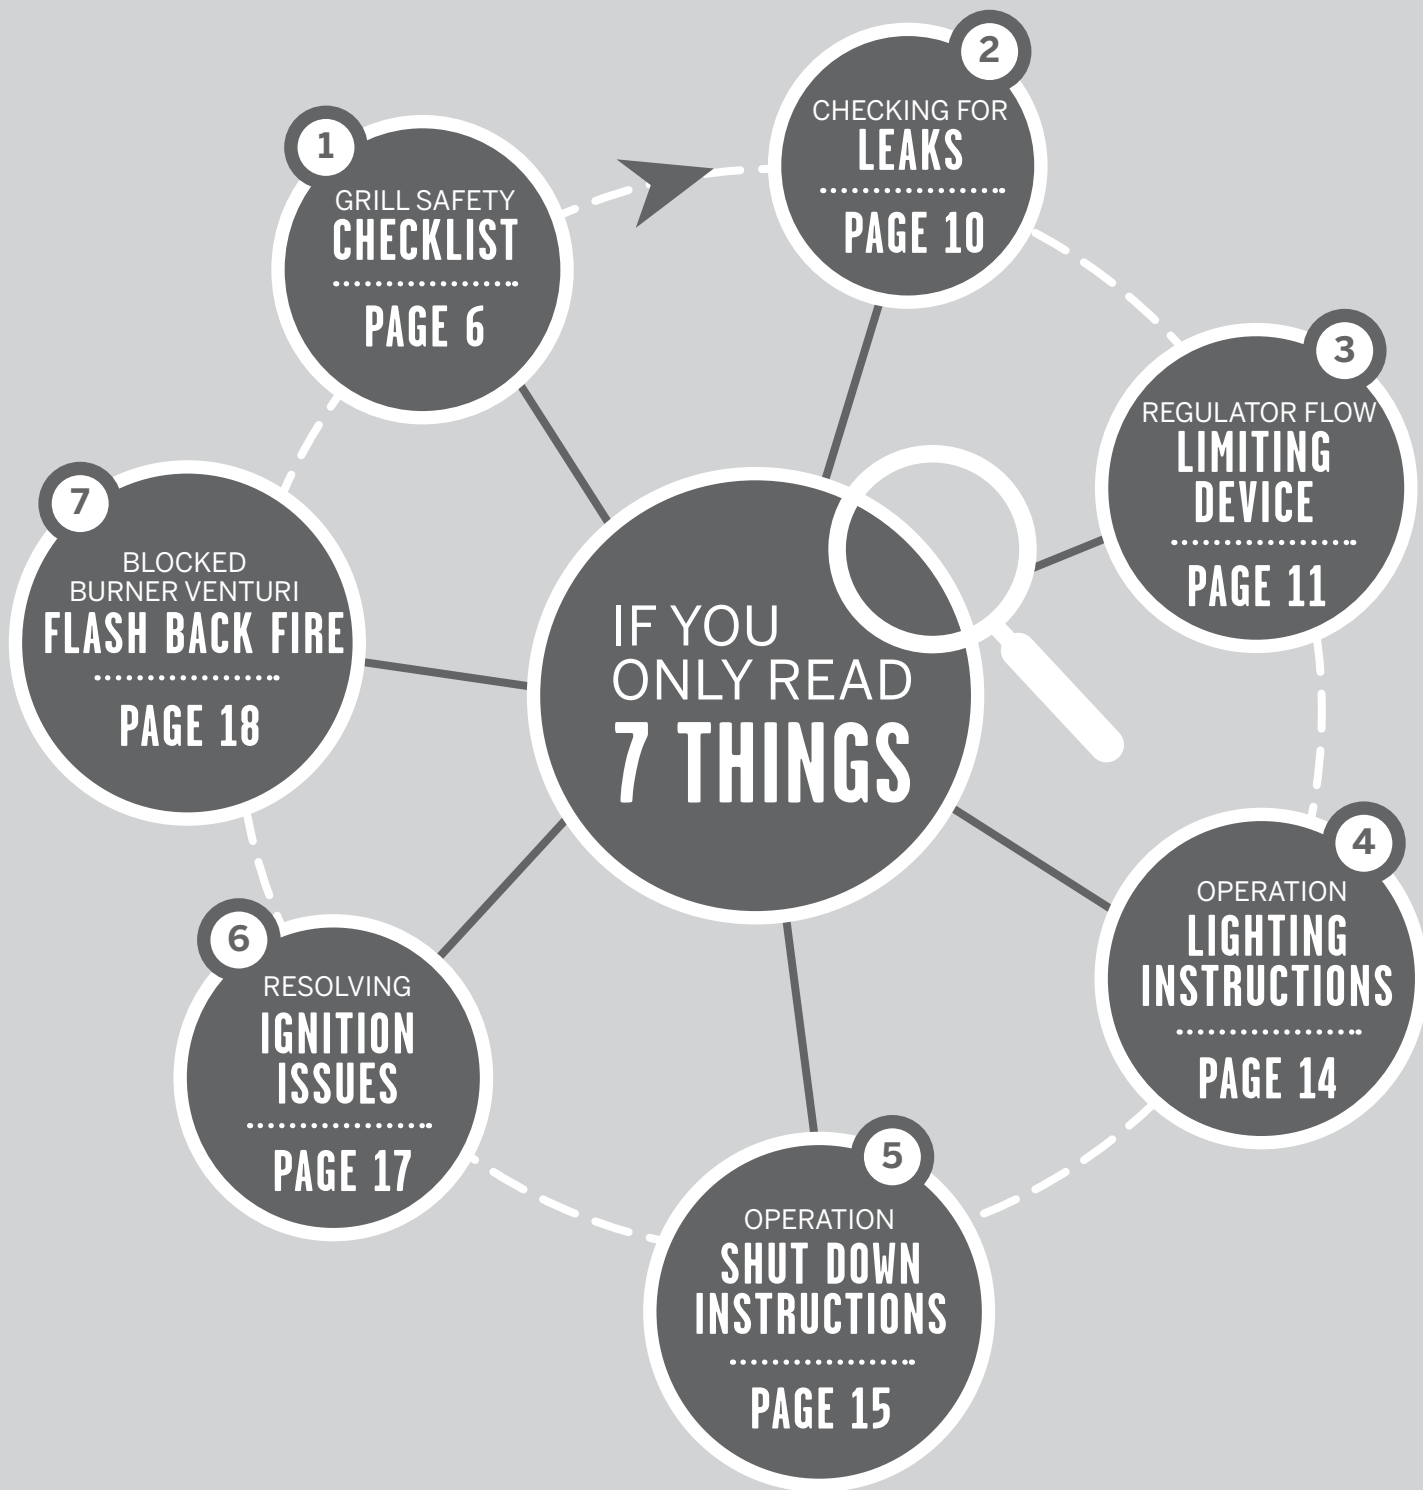 IF YOU
ONLY READ
7 THINGS
1
GRILL SAFETY
CHECKLIST
PAGE 6
2
CHECKING FOR
LEAKS
PAGE 10
3
REGULATOR FLOW
LIMITING
DEVICE
PAGE 11
4
OPERATION
LIGHTING
INSTRUCTIONS
PAGE 14
5
OPERATION
SHUT DOWN
INSTRUCTIONS
PAGE 15
6
RESOLVING
IGNITION
ISSUES
PAGE 17
7
BLOCKED
BURNER VENTURI
FLASH BACK FIRE
PAGE 18